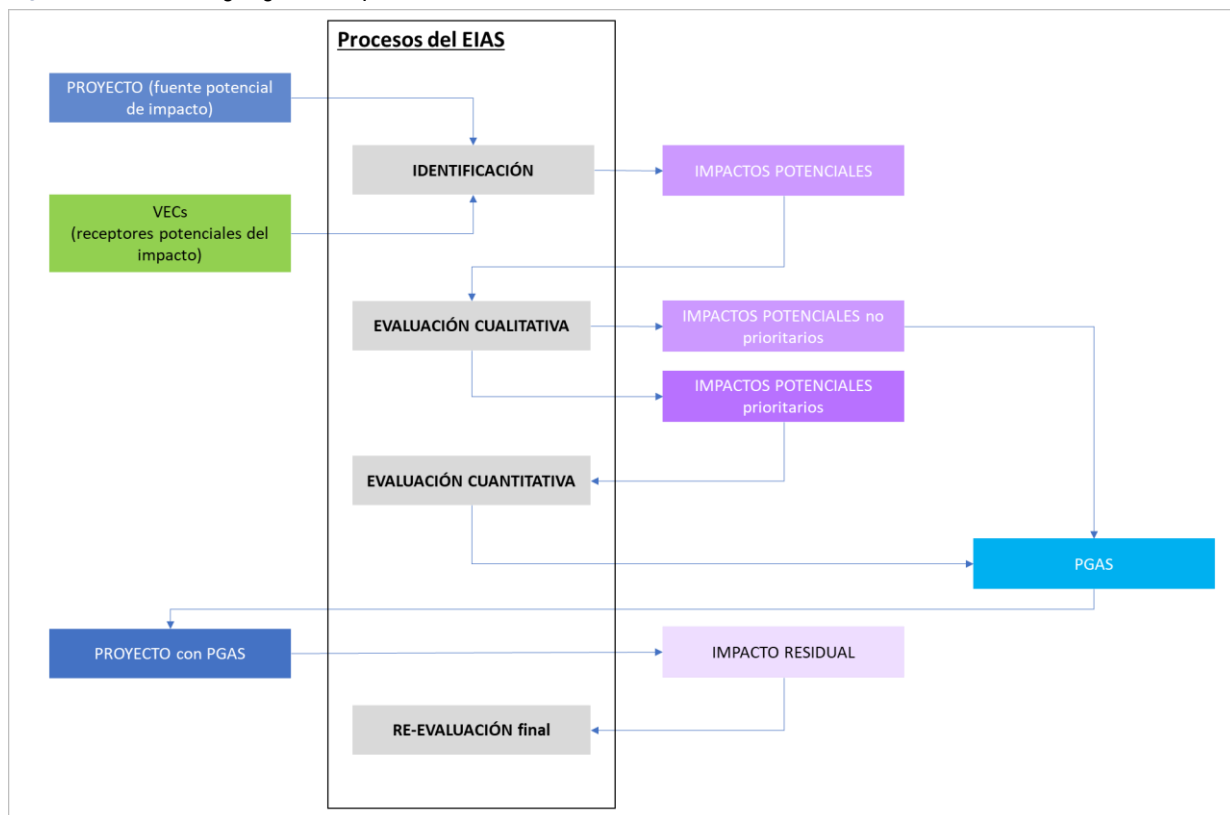 Procesos del EIAS
PROYECTO (fuente potencial
de impacto)
IDENTIFICACIÓN
IMPACTOS POTENCIALES
VECs
(receptores potenciales del
impacto)
EVALUACIÓN CUALITATIVA
IMPACTOS POTENCIALES no
prioritarios
IMPACTOS POTENCIALES
prioritarios
EVALUACIÓN CUANTITATIVA
PGAS
PROYECTO con PGAS
IMPACTO RESIDUAL
RE-EVALUACIÓN final